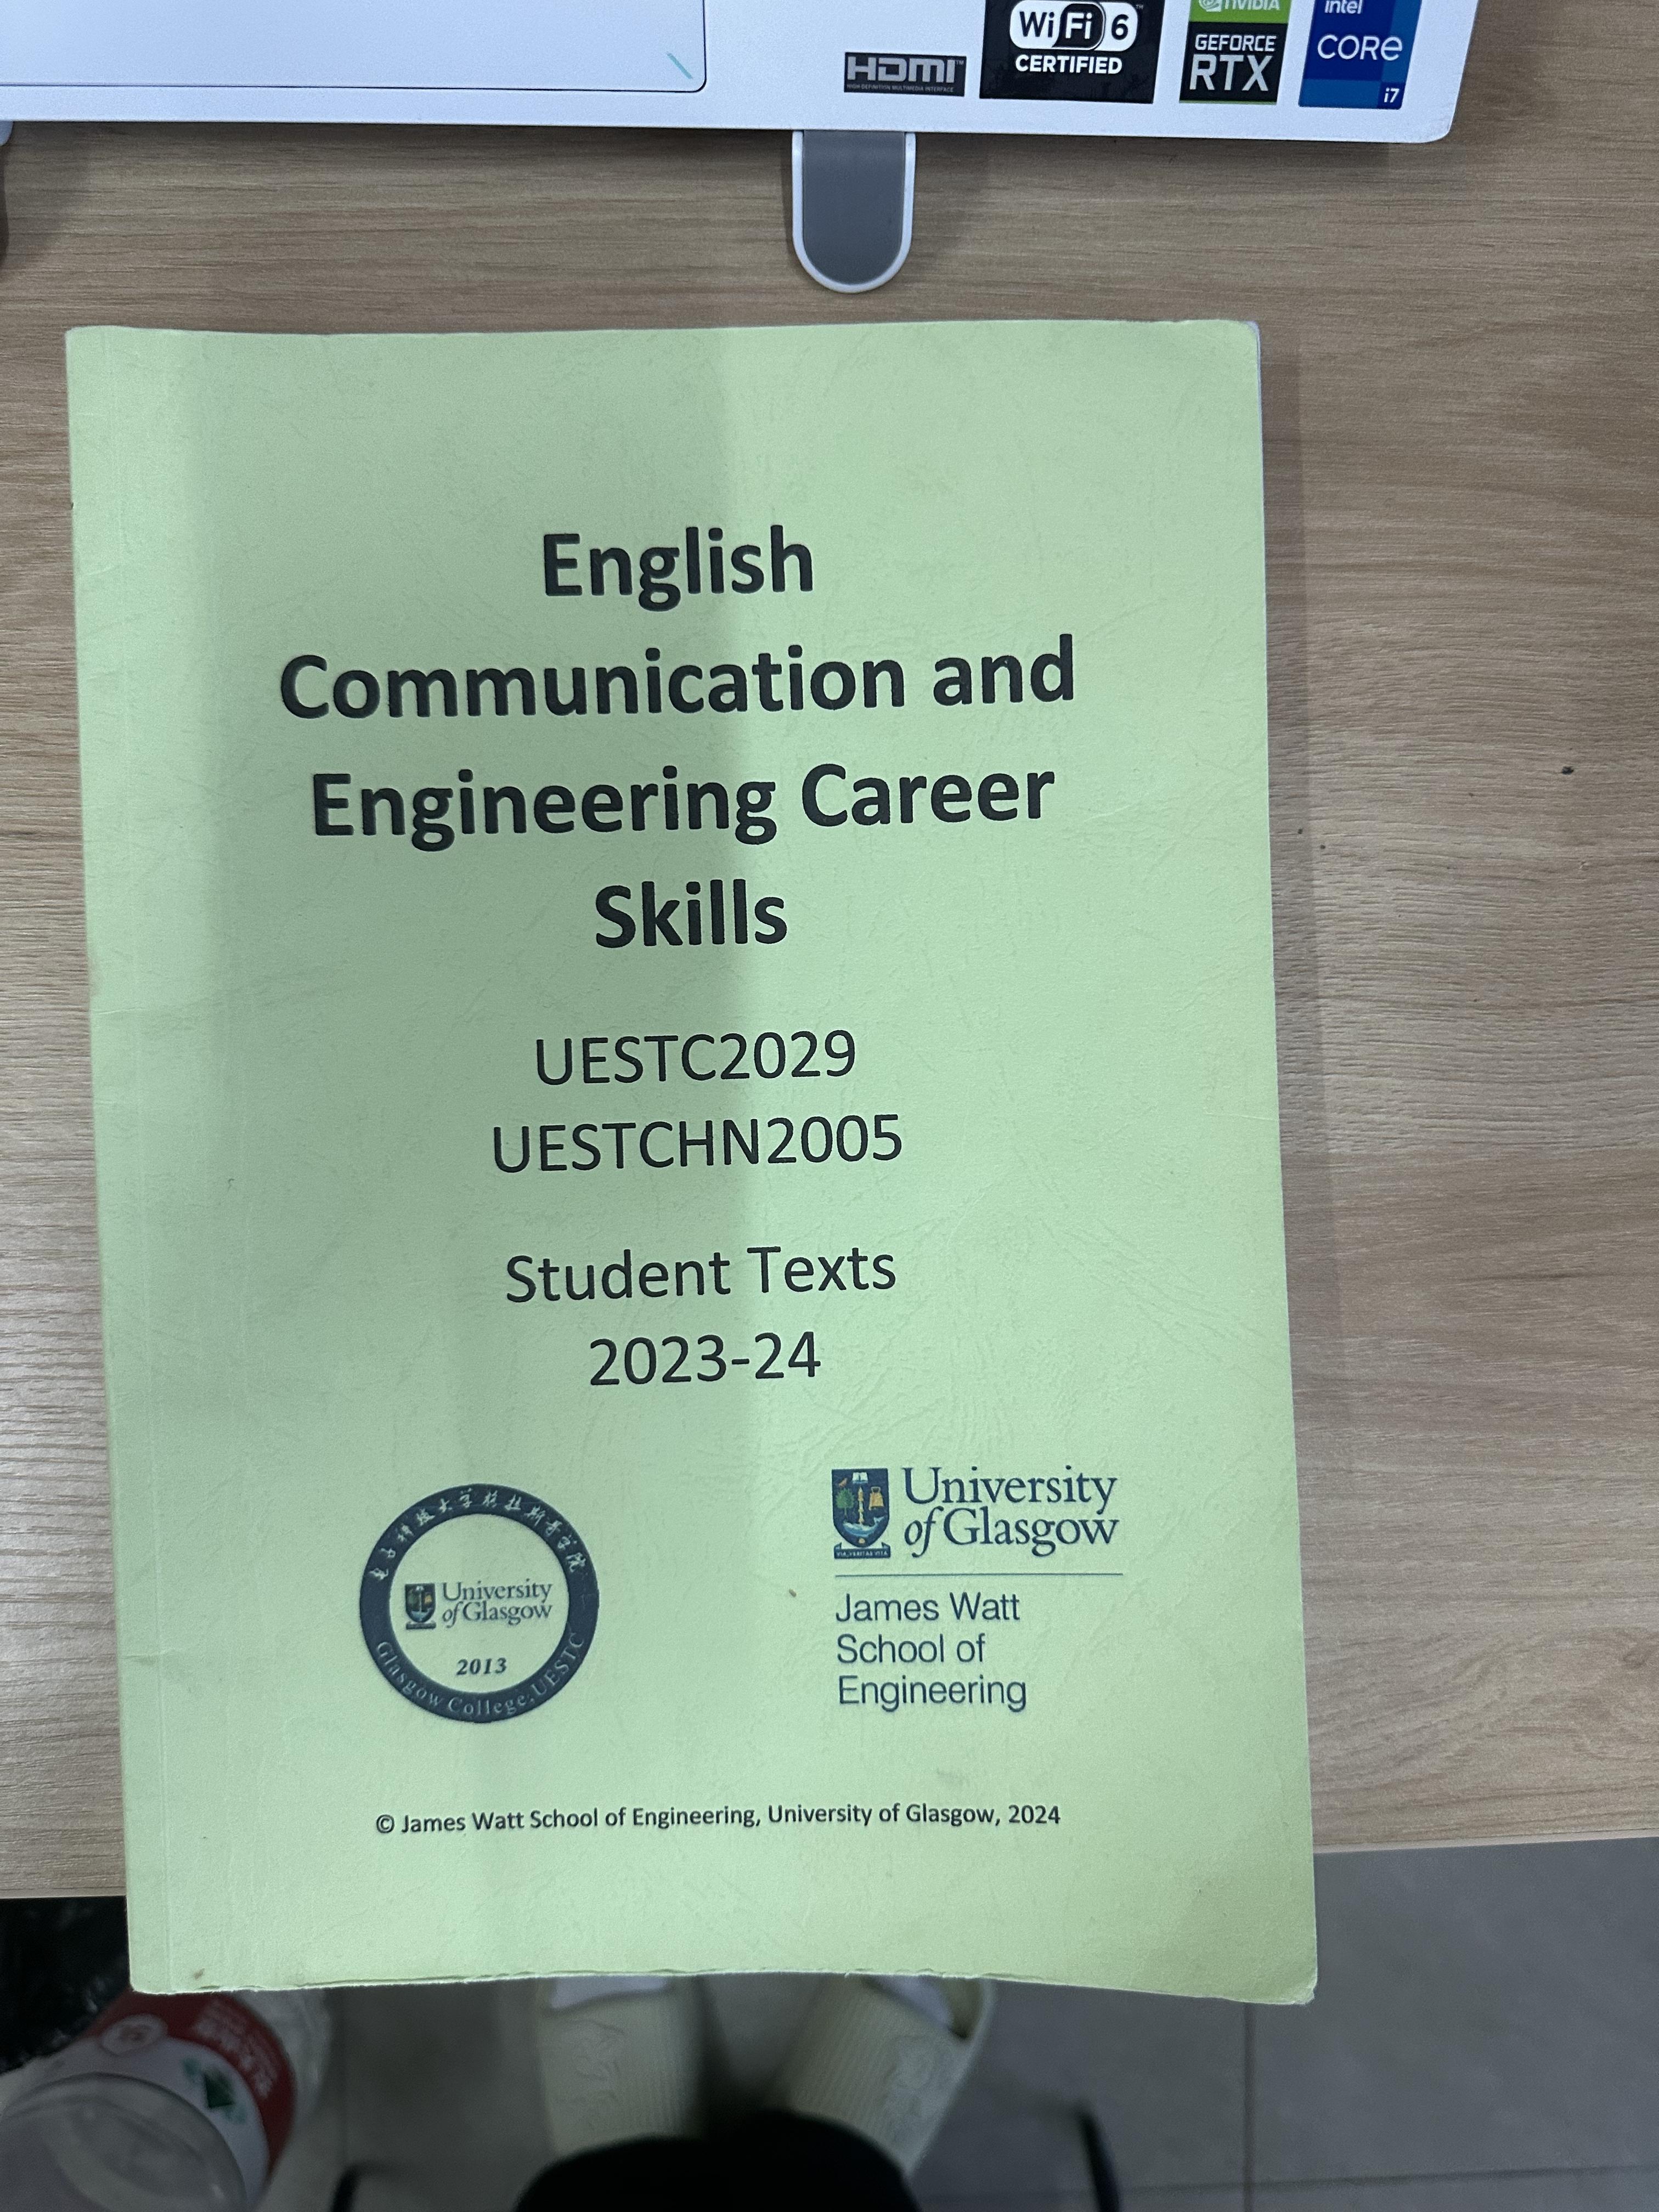 NVIDIA
GEFORCE
RTX
intel
CORE
i7
WiFi 6
CERTIFIED
HDMI
HIGH DEFINITION MULTIMEDIA INTERFACE
English
Communication and
Engineering Career
Skills
UESTC2029
UESTCHN2005
Student Texts
2023-24
电子科技大学格拉斯哥学院
University
of Glasgow
2013
Glasgow College, UESTC
University
of Glasgow
James Watt
School of
Engineering
© James Watt School of Engineering, University of Glasgow, 2024